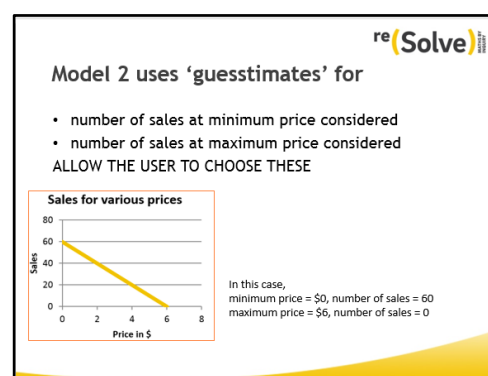 re(Solve) MATHS BY INQUIRY
Model 2 uses ‘guesstimates’ for
• number of sales at minimum price considered
• number of sales at maximum price considered
ALLOW THE USER TO CHOOSE THESE
Sales for various prices
80
60
40
20
0
Sales
0 2 4 6 8
Price in $
In this case,
minimum price = $0, number of sales = 60
maximum price = $6, number of sales = 0